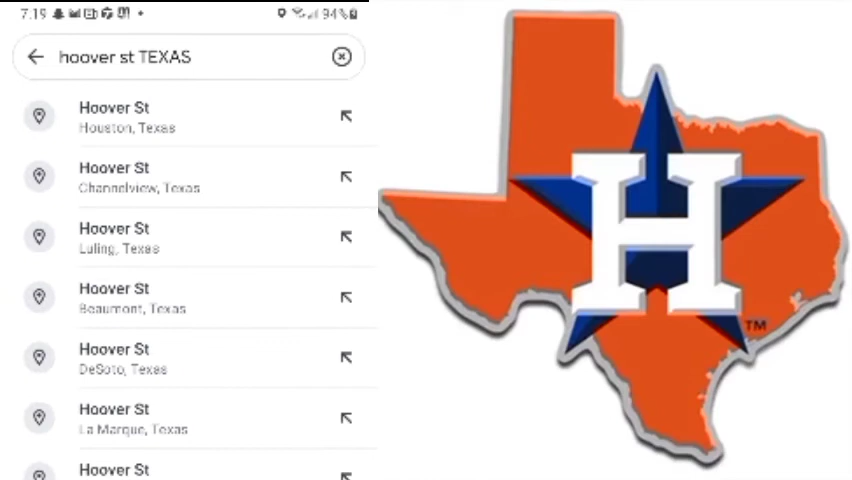 7.19
94%
hoover st TEXAS
Hoover St
Houston, Texas
Hoover St
Channelview, Texas
Hoover St
Luling, Texas
Hoover St
Beaumont, Texas
Hoover St
DeSoto, Texas
Hoover St
La Marque, Texas
Hoover St
H
TM